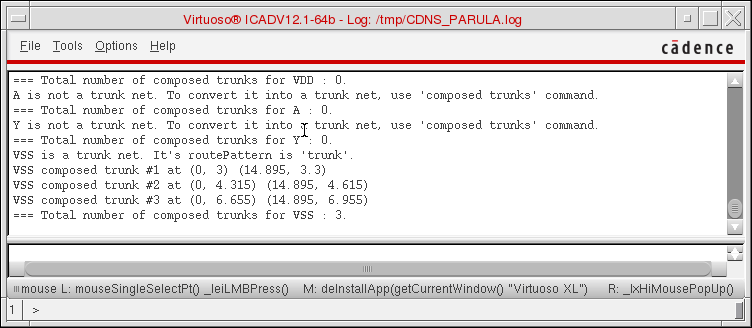 Virtuoso® ICADV12.1-64b - Log: /tmp/CDNS_PARULA.log
File Tools Options Help
cādence
=== Total number of composed trunks for VDD : 0.
A is not a trunk net. To convert it into a trunk net, use 'composed trunks' command.
=== Total number of composed trunks for A : 0.
Y is not a trunk net. To convert it into a trunk net, use 'composed trunks' command.
=== Total number of composed trunks for Y : 0.
VSS is a trunk net. It's routePattern is 'trunk'.
VSS composed trunk #1 at (0, 3) (14.895, 3.3)
VSS composed trunk #2 at (0, 4.315) (14.895, 4.615)
VSS composed trunk #3 at (0, 6.655) (14.895, 6.955)
=== Total number of composed trunks for VSS : 3.
mouse L: mouseSingleSelectPt() _leiLMBPress() M: deInstallApp(getCurrentWindow() "Virtuoso XL") R: _lxHiMousePopUp()
1 >